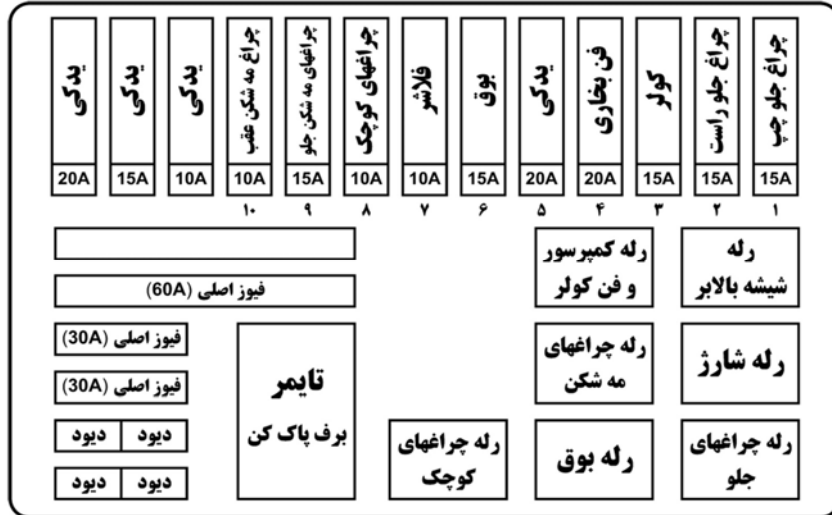 چراغ جلو چپ
چراغ جلو راست
کولر
فن بخاری
یدکی
بوق
فلاشر
چراغهای کوچک
چراغهای مه شکن جلو
چراغ مه شکن عقب
یدکی
یدکی
یدکی
15A
15A
15A
20A
20A
15A
10A
10A
15A
10A
10A
15A
20A
۱
۲
۳
۴
۵
۶
۷
۸
۹
۱۰
رله
شیشه بالابر
رله کمپرسور
و فن کولر
فیوز اصلی (60A)
رله شارژ
رله چراغهای
مه شکن
تایمر
برف پاک کن
فیوز اصلی (30A)
فیوز اصلی (30A)
رله چراغهای
جلو
رله بوق
رله چراغهای
کوچک
دیود
دیود
دیود
دیود